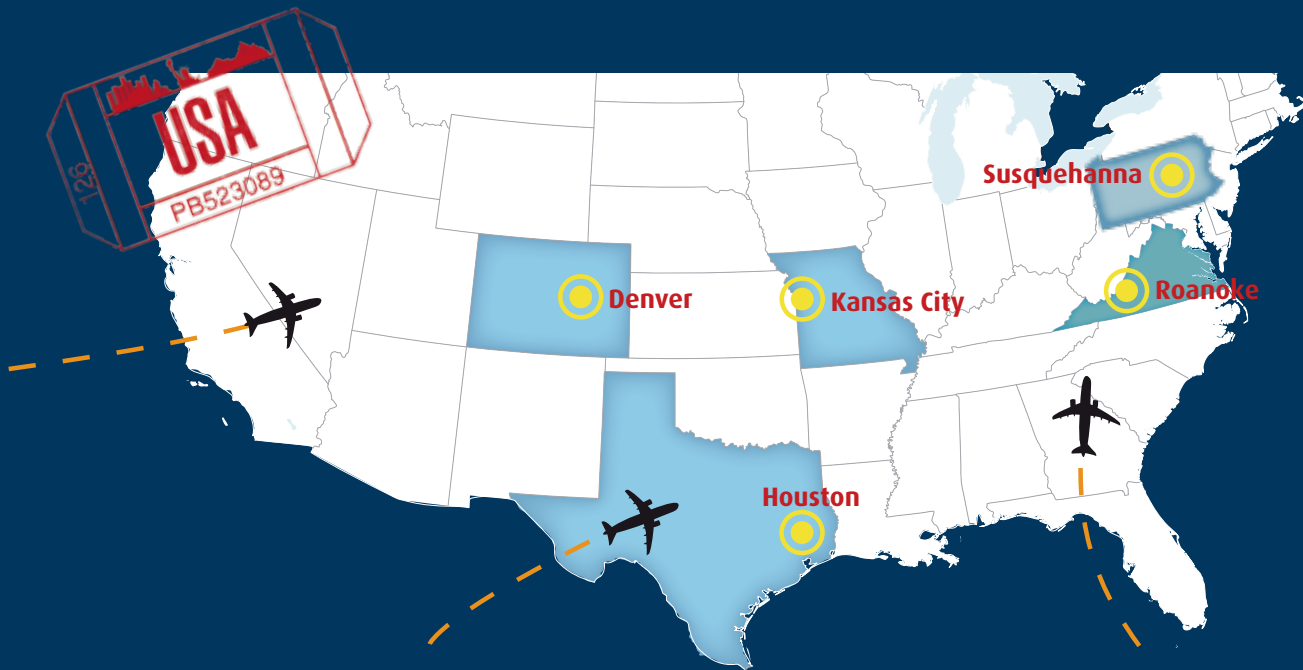 USA
PB523089
126
Susquehanna
Denver
Kansas City
Roanoke
Houston